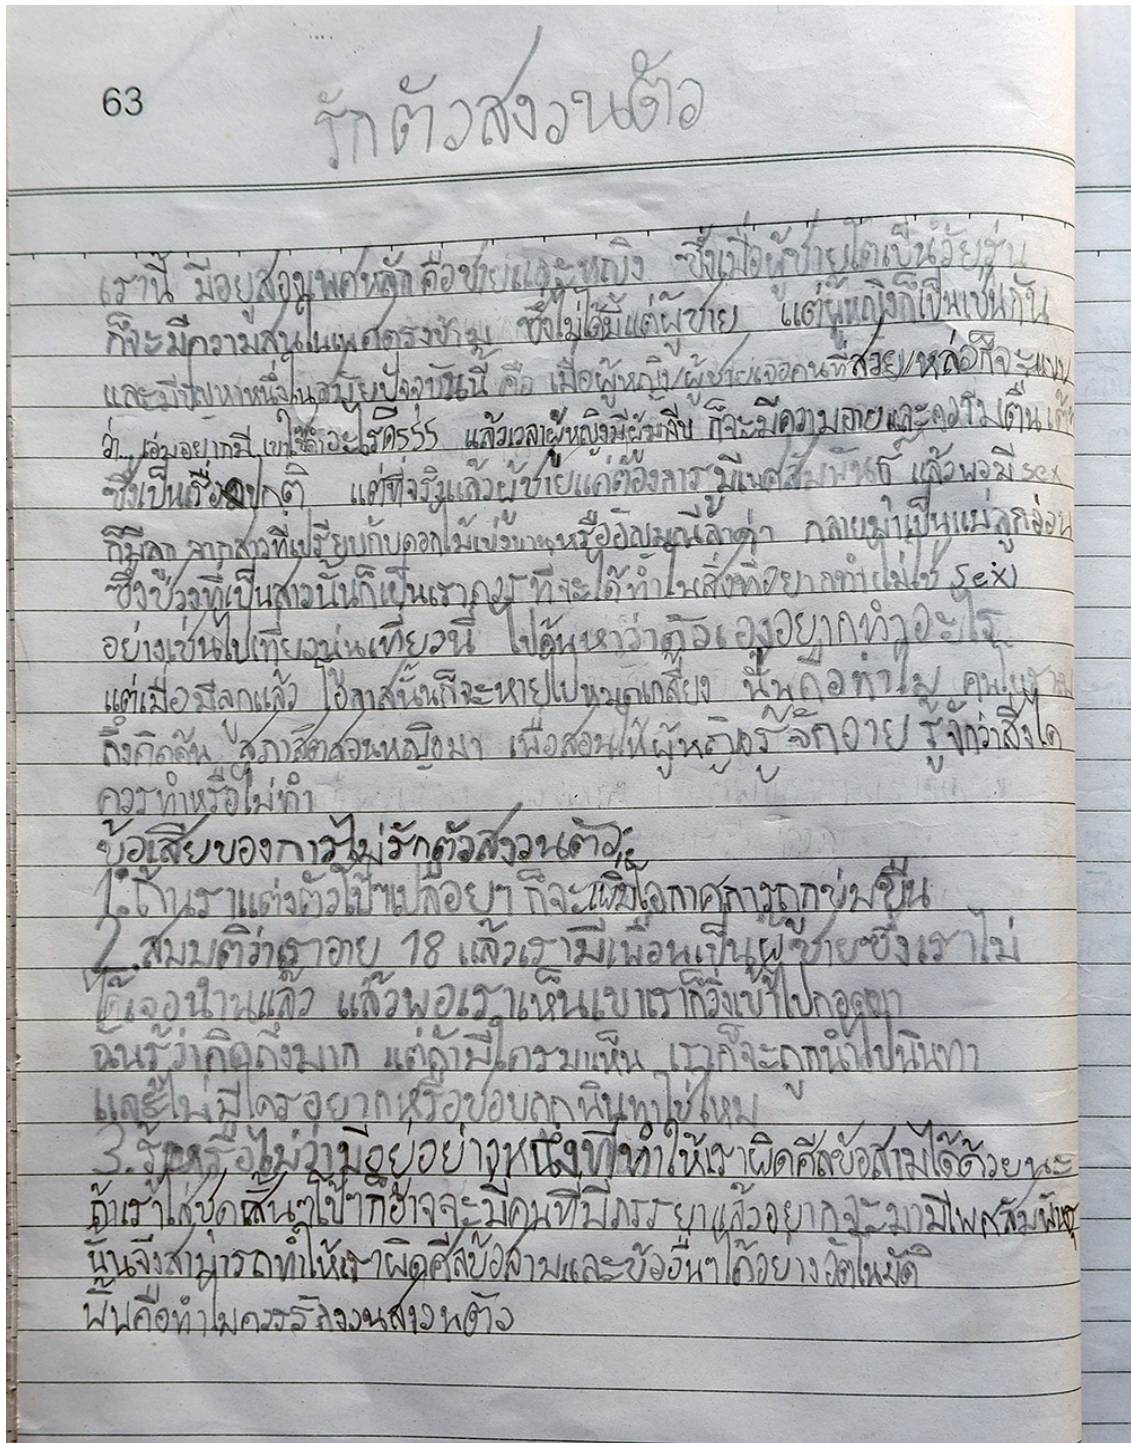 63
รักตัวสงวนตัว
เรานี้ มีอยู่สองเพศหลักคือชายและหญิง ซึ่งเมื่อผู้ชายโตเป็นวัยรุ่น
ก็จะมีความสนในเพศตรงข้าม ซึ่งไม่ได้มีแต่ผู้ชาย แต่ผู้หญิงก็เป็นเช่นกัน
และมีปัญหาหนึ่งในสมัยปัจจุบันนี้ คือ เมื่อผู้หญิง/ผู้ชายเจอคนที่สวย/หล่อก็จะแบบ
ว่า... แล้วเวลาผู้หญิงมีผู้มาจีบ ก็จะมีความอายและความตื่นเต้น
ซึ่งเป็นเรื่องปกติ แต่ที่จริงแล้วผู้ชายแค่ต้องการมีเพศสัมพันธ์ แล้วพอมี sex
ก็มีลูก จากสาวที่เปรียบกับดอกไม้แข่งบานหรืออัญมณีล้ำค่า กลายมาเป็นแม่ลูกอ่อน
ซึ่งช่วงที่เป็นสาวนั้นก็เป็นเราควรที่จะได้ทำในสิ่งที่อยากทำไม่ใช่ Sex
อย่างเช่นไปเที่ยวนู่นเที่ยวนี่ ไปค้นหาว่าตัวเองอยากทำอะไร
แต่เมื่อมีลูกแล้ว โอกาสนั้นก็จะหายไปหมดเกลี้ยง นั้นคือทำไม คนโบราณ
ถึงคิดค้น สุภาสิตสอนหญิงมา เพื่อสอนให้ผู้หญิงรู้จักอาย รู้จักว่าสิ่งใด
ควรทำหรือไม่ทำ
ข้อเสียของการไม่รักตัวสงวนตัว:
1. ถ้าเราแต่งตัวโป๊ๆเปลือยๆ ก็จะเพิ่มโอกาศการถูกข่มขืน
2. สมมติว่าเราอายุ 18 แล้วเรามีเพื่อนเป็นผู้ชายซึ่งเราไม่
ได้เจอนานแล้ว แล้วพอเราเห็นเขาเราก็วิ่งเข้าไปกอดเขา
ฉันรู้ว่าคิดถึงมาก แต่ถ้ามีใครมาเห็น เราก็จะถูกนำไปนินทา
และไม่มีใครอยากหรือชอบถูกนินทาใช่ไหม
3. รู้หรือไม่ว่ามีอยู่อย่างหนึ่งที่ทำให้เราผิดศีลข้อสามได้ด้วยนะ
ถ้าเราใส่ชุดสั้นๆโป๊ๆก็อาจจะมีคนที่มีภรรยาแล้วอยากจะมามีเพศสัมพันธุ์
นั้นจึงสามารถทำให้เราผิดศีลข้อสามและข้ออื่นๆได้อย่างอัตโนมัติ
นั้นคือทำไมควรรักนวนสงวนตัว